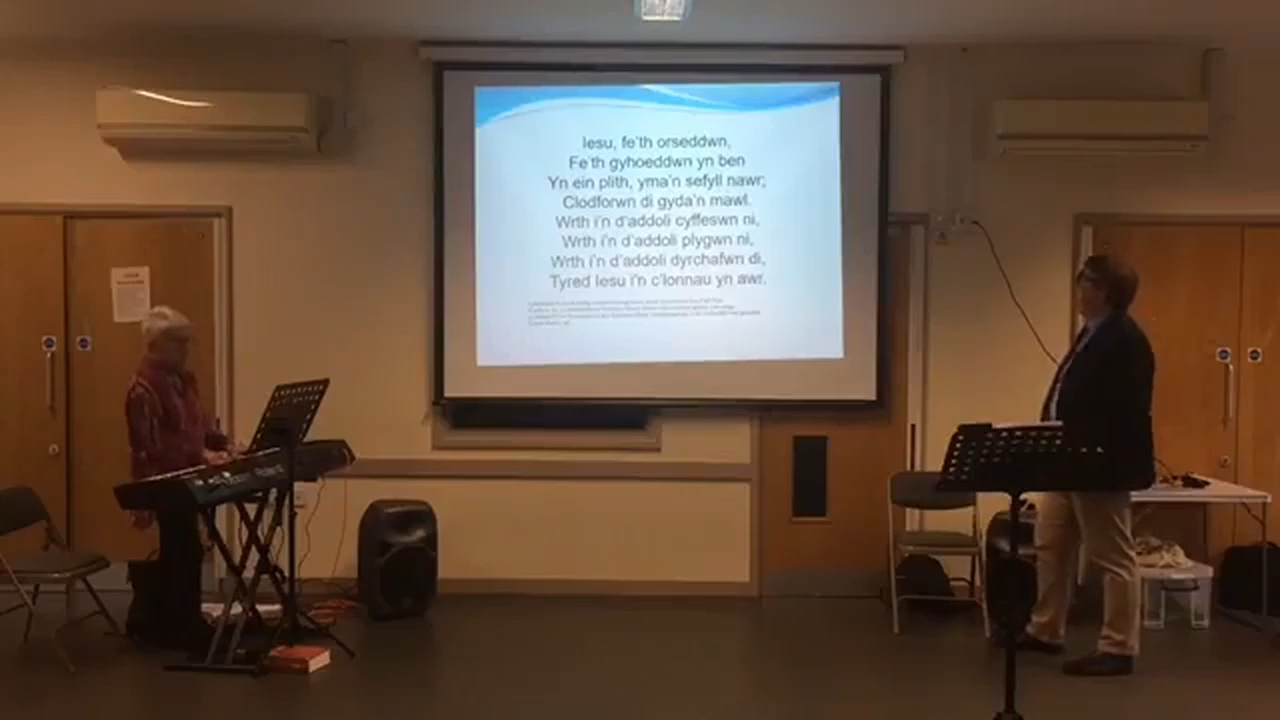 Iesu, fe'th orseddwn,
Fe'th gyhoeddwn yn ben
Yn ein plith, yma'n sefyll nawr;
Clodforwn di gyda'n mawl.
Wrth i'n d'addoli cyffeswn ni,
Wrth i'n d'addoli plygwn ni,
Wrth i'n d'addoli dyrchafwn di,
Tyred Iesu i'n c'lonnau yn awr.
Roland